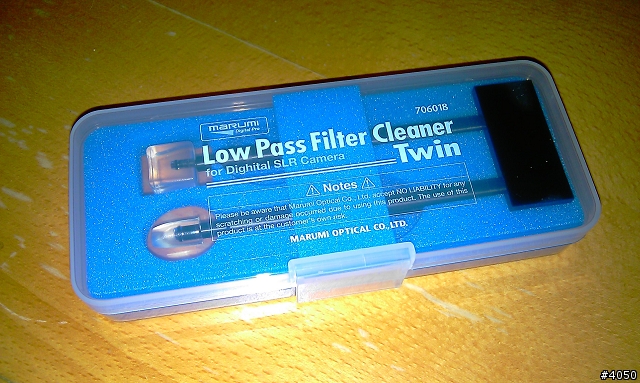 706018
marumi
Digital Pro
Low Pass Filter Cleaner
for Dighital SLR Camera
Twin
Notes
Please be aware that Marumi Optical Co., Ltd. accept NO LIABILITY for any
scratching or damage occurred due to using this product. The use of this
product is at the customer's own risk.
MARUMI OPTICAL CO.,LTD.
#4050